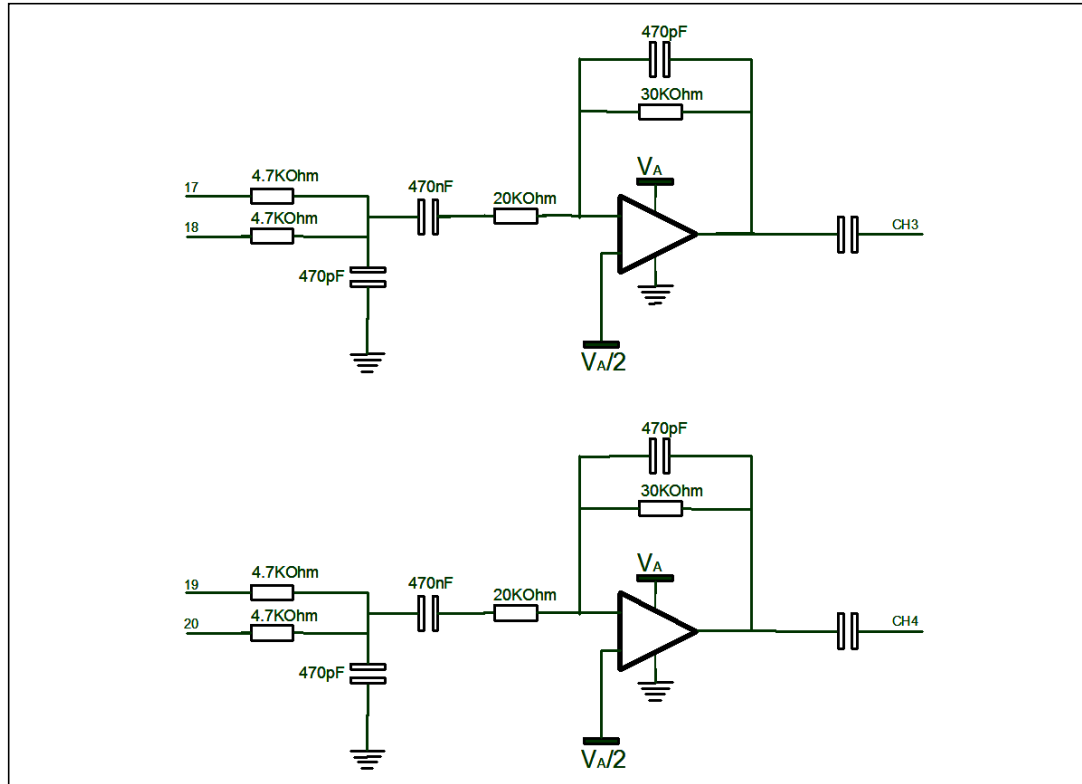 470pF
30KOhm
VA
17
4.7KOhm
470nF
20KOhm
18
4.7KOhm
CH3
470pF
VA/2
470pF
30KOhm
VA
19
4.7KOhm
470nF
20KOhm
20
4.7KOhm
CH4
470pF
VA/2